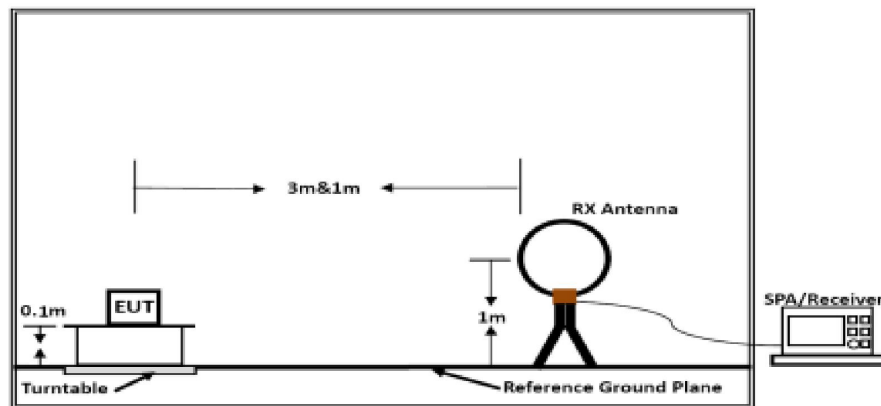 3m&1m
RX Antenna
EUT
0.1m
1m
SPA/Receiver
Turntable
Reference Ground Plane